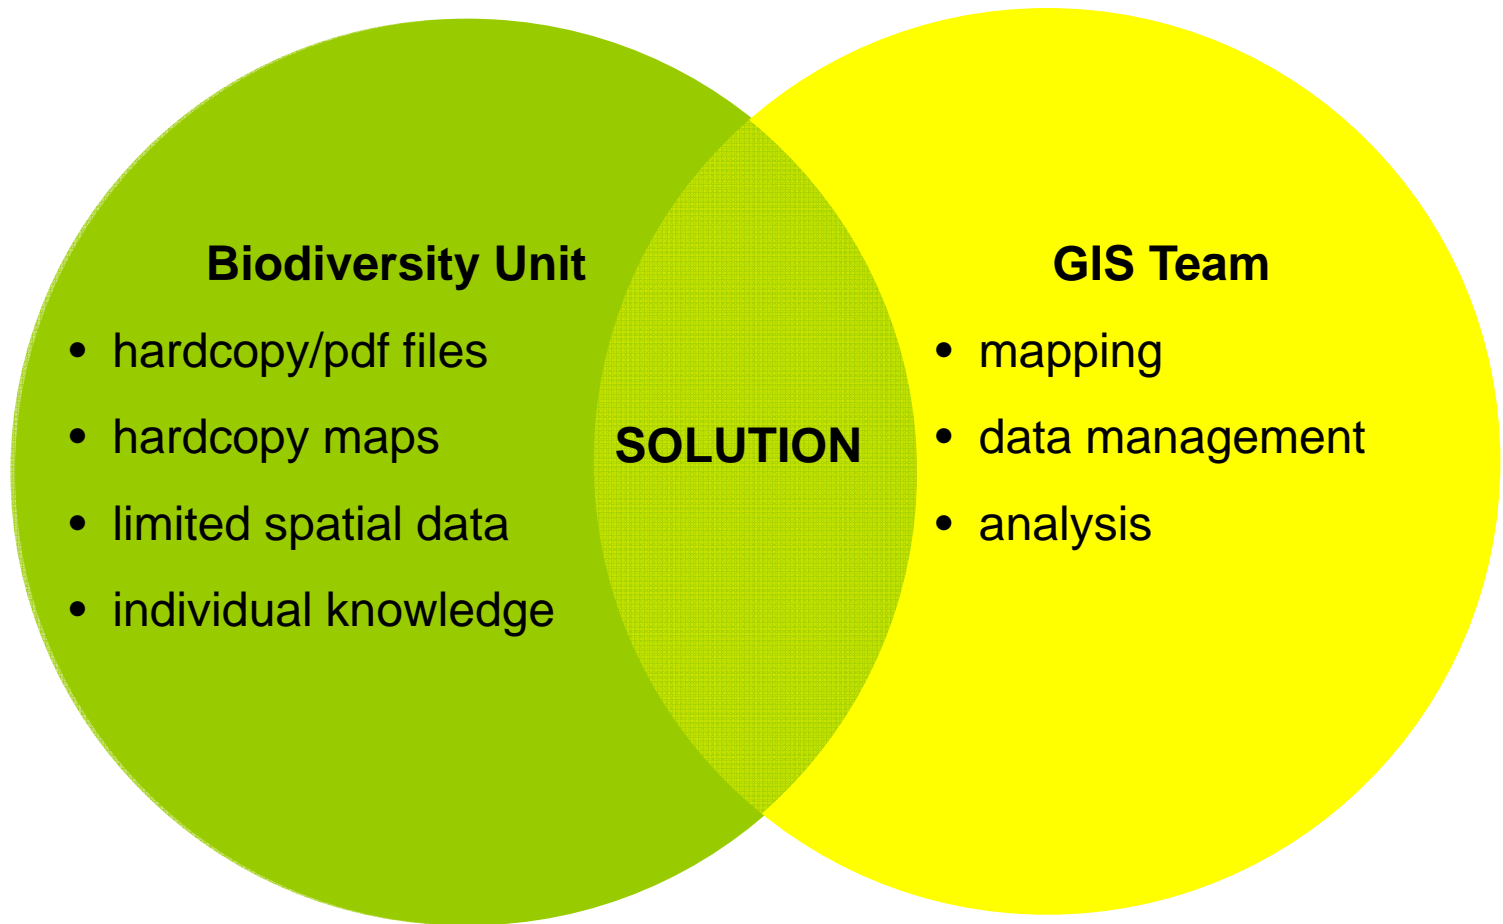 Biodiversity Unit
• hardcopy/pdf files
• hardcopy maps
• limited spatial data
• individual knowledge
SOLUTION
GIS Team
• mapping
• data management
• analysis